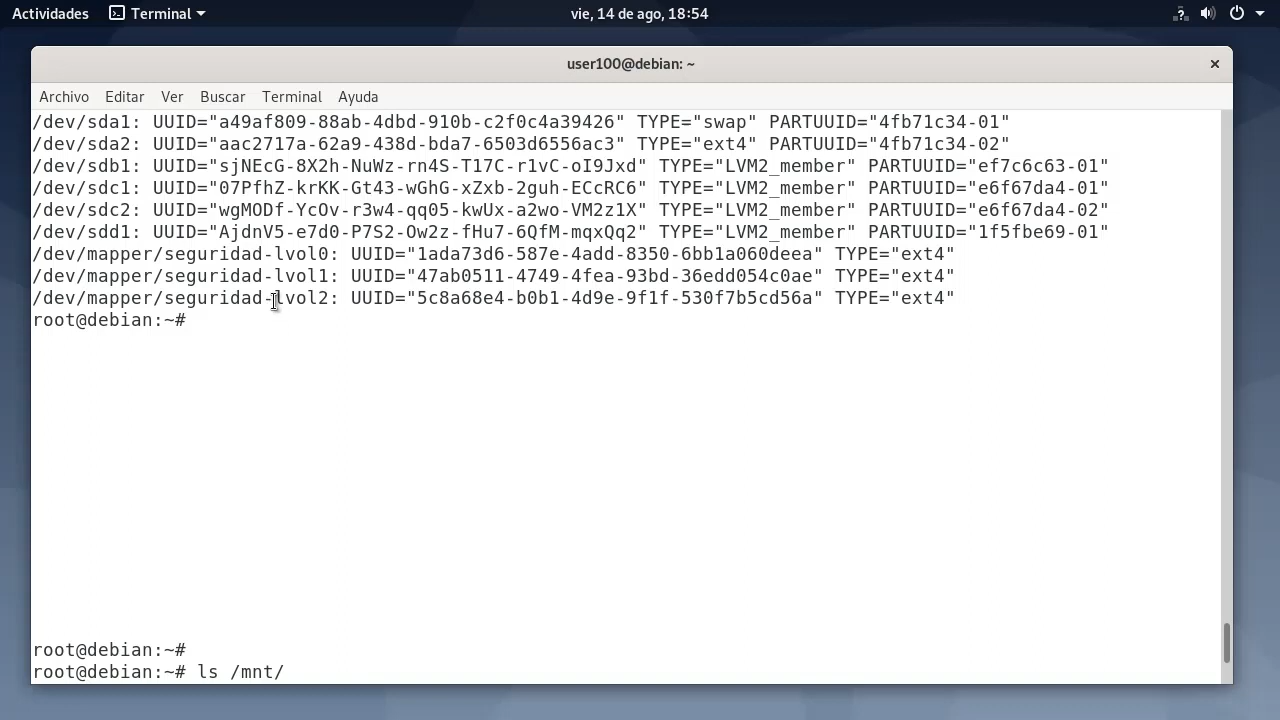 Actividades Terminal vie, 14 de ago, 18:54
user100@debian: ~
Archivo Editar Ver Buscar Terminal Ayuda
/dev/sda1: UUID="a49af809-88ab-4dbd-910b-c2f0c4a39426" TYPE="swap" PARTUUID="4fb71c34-01"
/dev/sda2: UUID="aac2717a-62a9-438d-bda7-6503d6556ac3" TYPE="ext4" PARTUUID="4fb71c34-02"
/dev/sdb1: UUID="sjNEcG-8X2h-NuWz-rn4S-T17C-r1vC-oI9Jxd" TYPE="LVM2_member" PARTUUID="ef7c6c63-01"
/dev/sdc1: UUID="07PfhZ-krKK-Gt43-wGhG-xZxb-2guh-ECcRC6" TYPE="LVM2_member" PARTUUID="e6f67da4-01"
/dev/sdc2: UUID="wgMODf-YcOv-r3w4-qq05-kwUx-a2wo-VM2z1X" TYPE="LVM2_member" PARTUUID="e6f67da4-02"
/dev/sdd1: UUID="AjdnV5-e7d0-P7S2-Ow2z-fHu7-6QfM-mqxQq2" TYPE="LVM2_member" PARTUUID="1f5fbe69-01"
/dev/mapper/seguridad-lvol0: UUID="1ada73d6-587e-4add-8350-6bb1a060deea" TYPE="ext4"
/dev/mapper/seguridad-lvol1: UUID="47ab0511-4749-4fea-93bd-36edd054c0ae" TYPE="ext4"
/dev/mapper/seguridad-lvol2: UUID="5c8a68e4-b0b1-4d9e-9f1f-530f7b5cd56a" TYPE="ext4"
root@debian:~#
root@debian:~#
root@debian:~# ls /mnt/